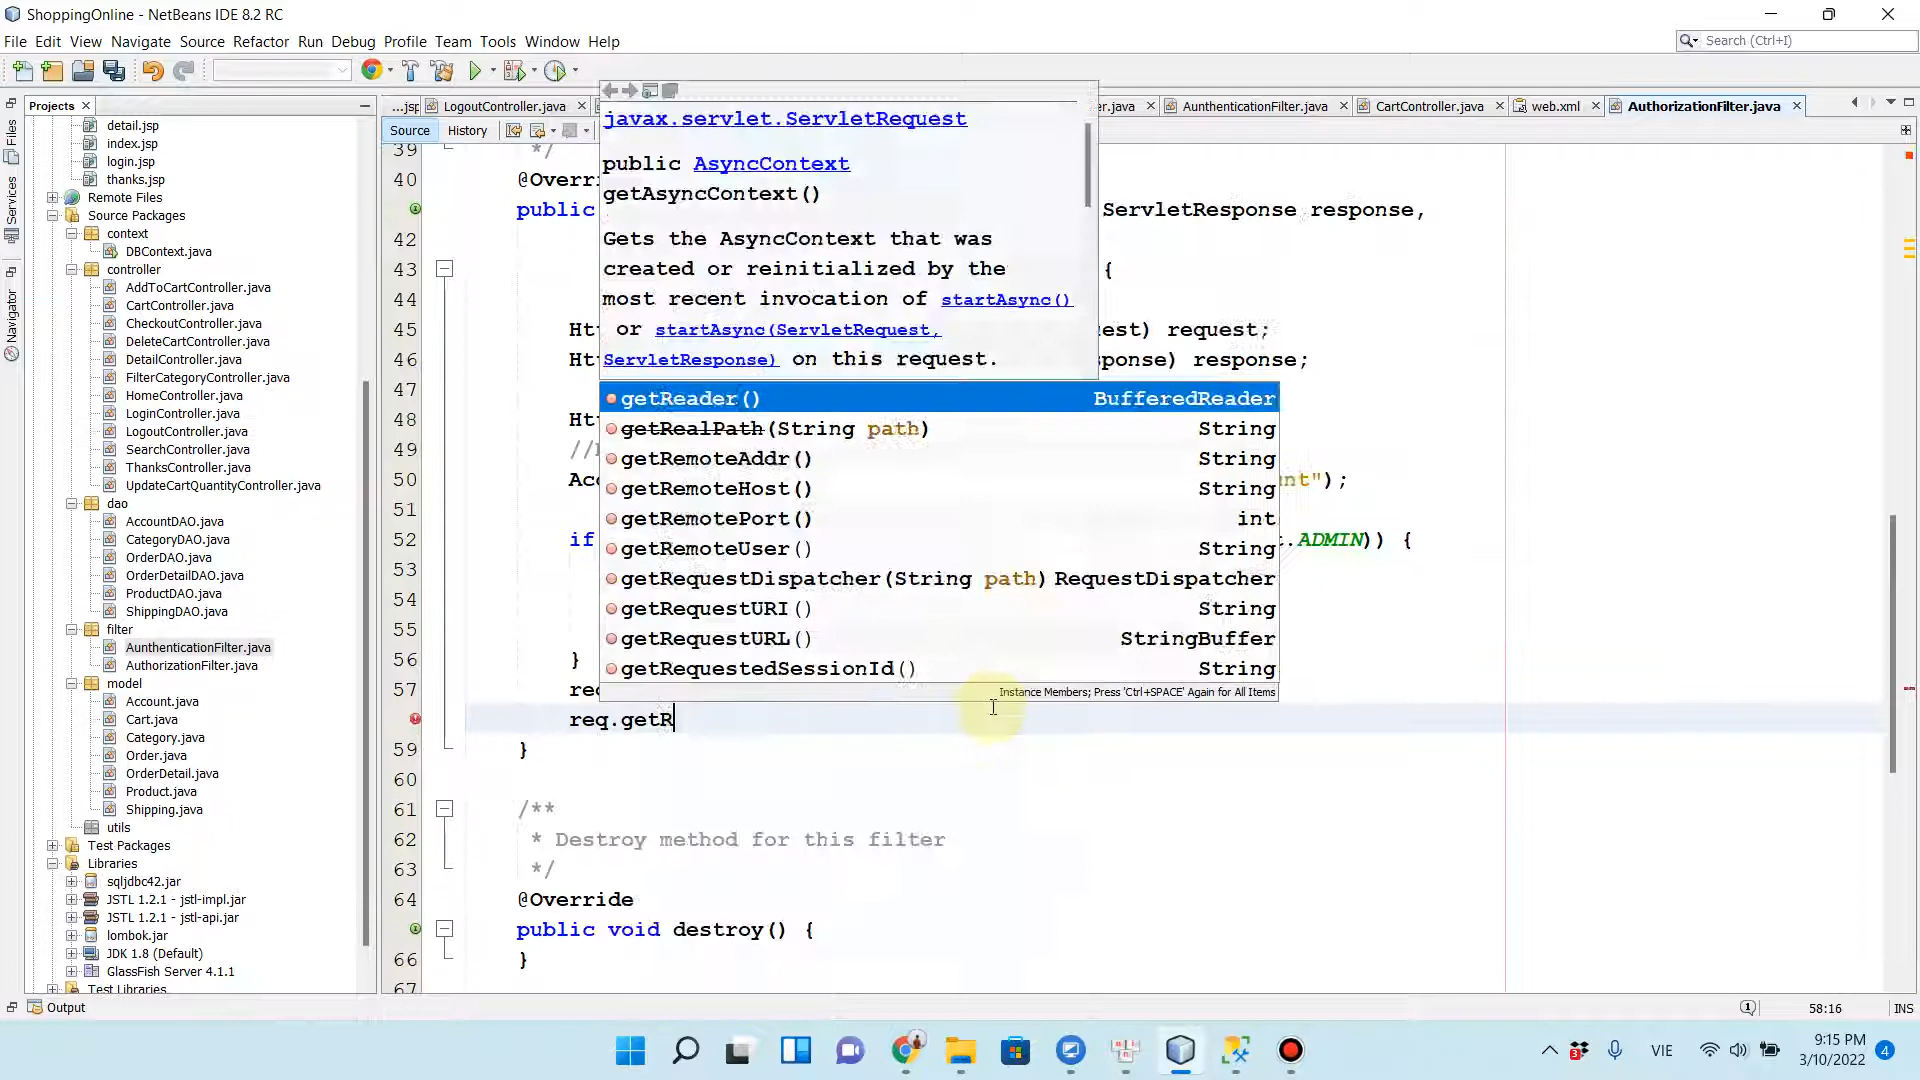 ShoppingOnline - NetBeans IDE 8.2 RC
File Edit View Navigate Source Refactor Run Debug Profile Team Tools Window Help
Search (Ctrl+I)
Projects
...jsp LogoutController.java er.java AunthenticationFilter.java CartController.java web.xml AuthorizationFilter.java
Source History
Files
Services
Navigator
detail.jsp
index.jsp
login.jsp
thanks.jsp
Remote Files
Source Packages
context
DBContext.java
controller
AddToCartController.java
CartController.java
CheckoutController.java
DeleteCartController.java
DetailController.java
FilterCategoryController.java
HomeController.java
LoginController.java
LogoutController.java
SearchController.java
ThanksController.java
UpdateCartQuantityController.java
dao
AccountDAO.java
CategoryDAO.java
OrderDAO.java
OrderDetailDAO.java
ProductDAO.java
ShippingDAO.java
filter
AunthenticationFilter.java
AuthorizationFilter.java
model
Account.java
Cart.java
Category.java
Order.java
OrderDetail.java
Product.java
Shipping.java
utils
Test Packages
Libraries
sqljdbc42.jar
JSTL 1.2.1 - jstl-impl.jar
JSTL 1.2.1 - jstl-api.jar
lombok.jar
JDK 1.8 (Default)
GlassFish Server 4.1.1
Test Libraries
39 */
40 @Overri
public ServletResponse response,
42
43 {
44
45 Ht est) request;
46 Ht ponse) response;
47
48 Ht
49 //
50 Acc nt");
51
52 if t.ADMIN)) {
53
54
55
56 }
57 re
req.getR
59 }
60
61 /**
62 * Destroy method for this filter
63 */
64 @Override
public void destroy() {
66 }
67
javax.servlet.ServletRequest
public AsyncContext
getAsyncContext()
Gets the AsyncContext that was
created or reinitialized by the
most recent invocation of startAsync()
or startAsync(ServletRequest,
ServletResponse) on this request.
getReader() BufferedReader
getRealPath(String path) String
getRemoteAddr() String
getRemoteHost() String
getRemotePort() int
getRemoteUser() String
getRequestDispatcher(String path) RequestDispatcher
getRequestURI() String
getRequestURL() StringBuffer
getRequestedSessionId() String
Instance Members; Press 'Ctrl+SPACE' Again for All Items
Output
58:16 INS
VIE
9:15 PM
3/10/2022
4
3